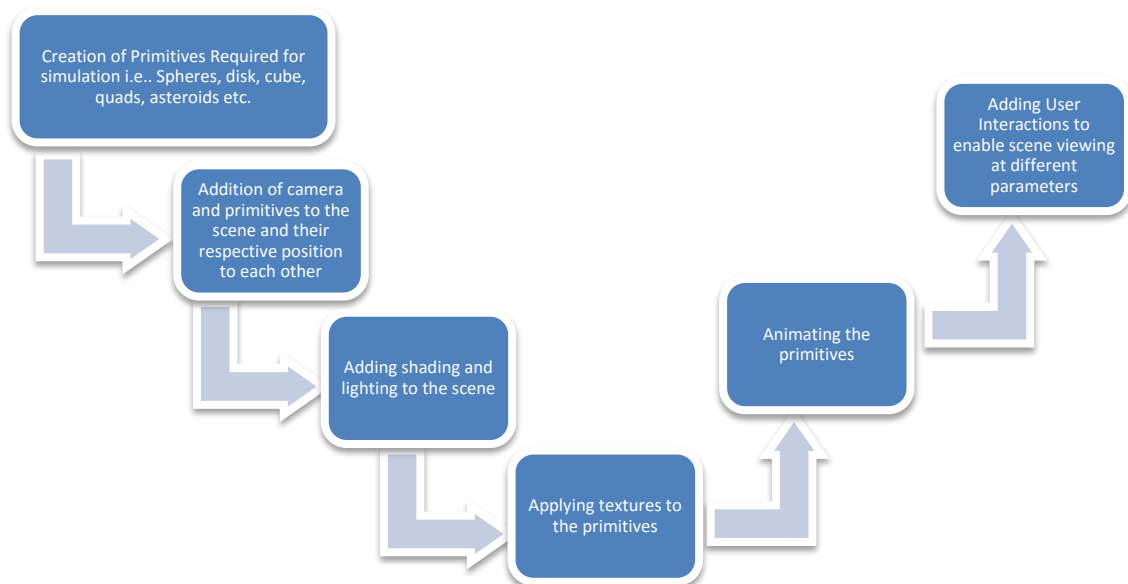 Creation of Primitives Required for
simulation i.e.. Spheres, disk, cube,
quads, asteroids etc.
Addition of camera
and primitives to the
scene and their
respective position
to each other
Adding shading and
lighting to the scene
Applying textures to
the primitives
Animating the
primitives
Adding User
Interactions to
enable scene viewing
at different
parameters